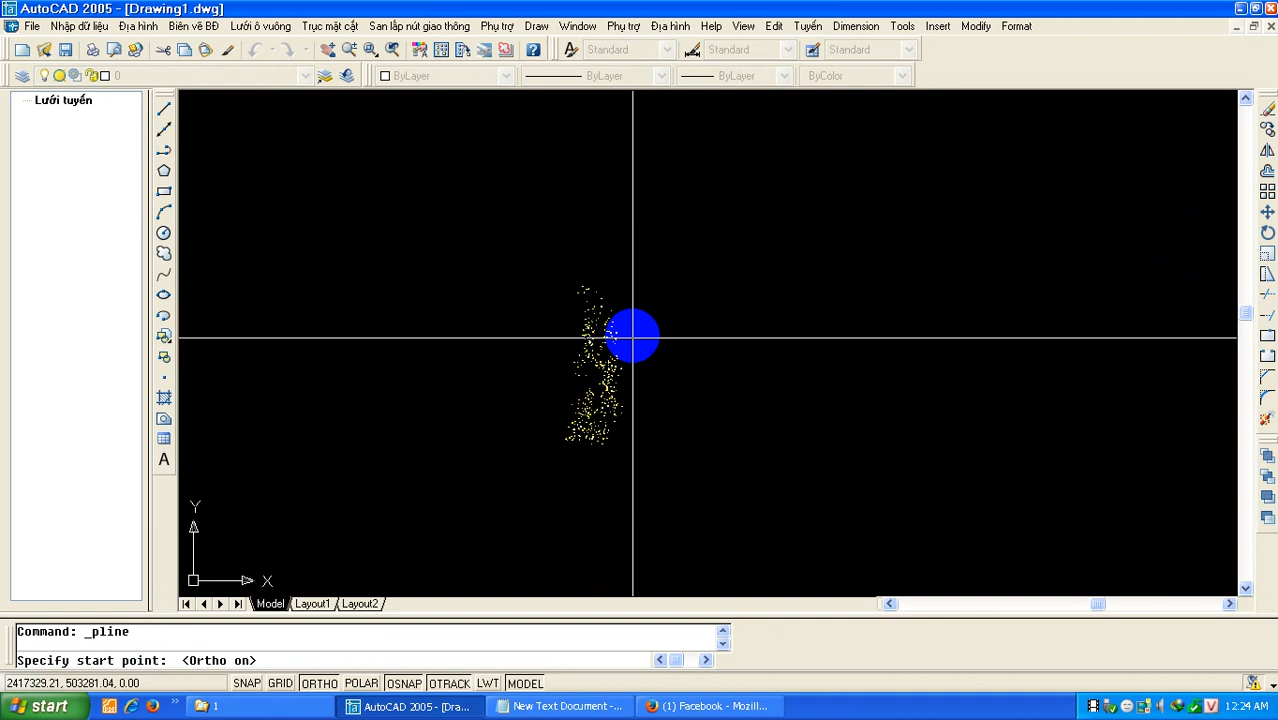 AutoCAD 2005 - [Drawing1.dwg]
File Nhập dữ liệu Địa hình Biên vẽ BĐ Lưới ô vuông Trục mặt cắt San lấp nút giao thông Phụ trợ Draw Window Phụ trợ Địa hình Help View Edit Tuyến Dimension Tools Insert Modify Format
A Standard Standard Standard
0 ByLayer ByLayer ByLayer ByColor
Lưới tuyến
A
Y
X
Model Layout1 Layout2
Command: _pline
Specify start point: <Ortho on>
2417329.21, 503281.04, 0.00 SNAP GRID ORTHO POLAR OSNAP OTRACK LWT MODEL
start 1 AutoCAD 2005 - [Dra... New Text Document -... (1) Facebook - Mozill... V 12:24 AM